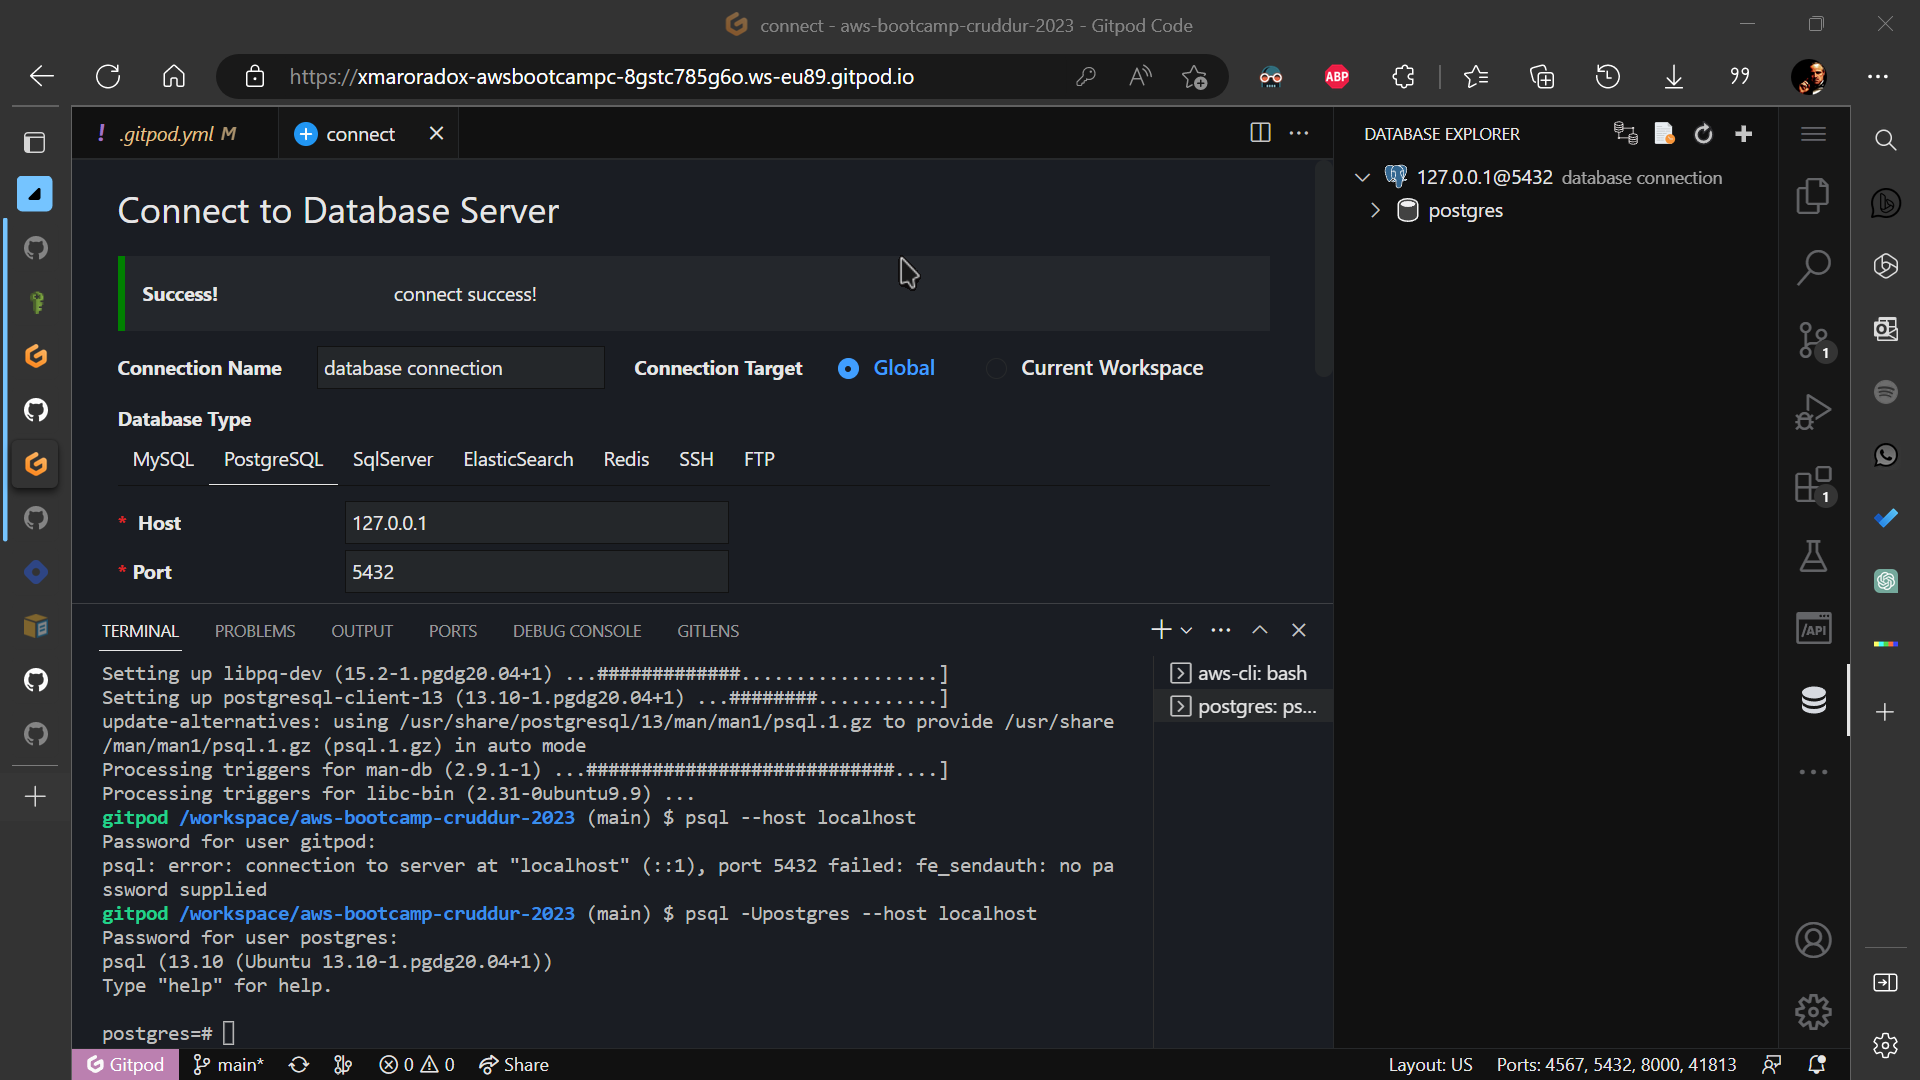 connect - aws-bootcamp-cruddur-2023 - Gitpod Code
https://xmaroradox-awsbootcampc-8gstc785g6o.ws-eu89.gitpod.io
ABP
! .gitpod.yml M
connect
DATABASE EXPLORER
127.0.0.1@5432 database connection
postgres
Connect to Database Server
Success! connect success!
Connection Name database connection Connection Target Global Current Workspace
Database Type
MySQL PostgreSQL SqlServer ElasticSearch Redis SSH FTP
* Host 127.0.0.1
* Port 5432
TERMINAL PROBLEMS OUTPUT PORTS DEBUG CONSOLE GITLENS
Setting up libpq-dev (15.2-1.pgdg20.04+1) ...#############..................]
Setting up postgresql-client-13 (13.10-1.pgdg20.04+1) ...########...........]
update-alternatives: using /usr/share/postgresql/13/man/man1/psql.1.gz to provide /usr/share
/man/man1/psql.1.gz (psql.1.gz) in auto mode
Processing triggers for man-db (2.9.1-1) ...############################....]
Processing triggers for libc-bin (2.31-0ubuntu9.9) ...
gitpod /workspace/aws-bootcamp-cruddur-2023 (main) $ psql --host localhost
Password for user gitpod:
psql: error: connection to server at "localhost" (::1), port 5432 failed: fe_sendauth: no pa
ssword supplied
gitpod /workspace/aws-bootcamp-cruddur-2023 (main) $ psql -Upostgres --host localhost
Password for user postgres:
psql (13.10 (Ubuntu 13.10-1.pgdg20.04+1))
Type "help" for help.
postgres=#
aws-cli: bash
postgres: ps...
1
1
/API
Gitpod main* 0 0 Share
Layout: US Ports: 4567, 5432, 8000, 41813